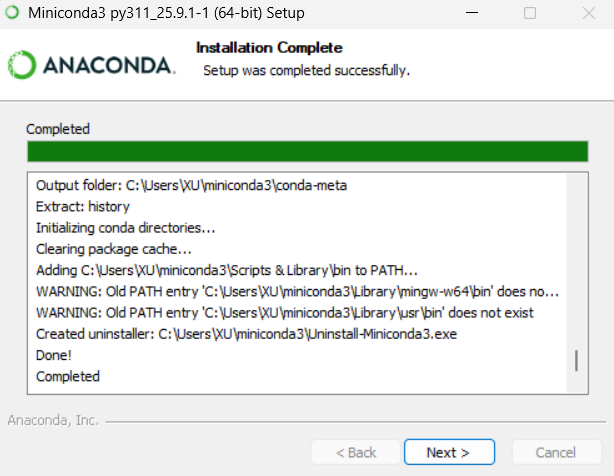 Miniconda3 py311_25.9.1-1 (64-bit) Setup
Installation Complete
Setup was completed successfully.
ANACONDA.
Completed
Output folder: C:\Users\XU\miniconda3\conda-meta
Extract: history
Initializing conda directories...
Clearing package cache...
Adding C:\Users\XU\miniconda3\Scripts & Library\bin to PATH...
WARNING: Old PATH entry 'C:\Users\XU\miniconda3\Library\mingw-w64\bin' does no...
WARNING: Old PATH entry 'C:\Users\XU\miniconda3\Library\usr\bin' does not exist
Created uninstaller: C:\Users\XU\miniconda3\Uninstall-Miniconda3.exe
Done!
Completed
Anaconda, Inc.
< Back Next > Cancel